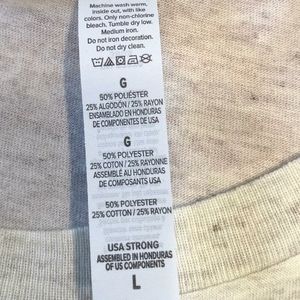 Machine wash warm,
inside out, with like
colors. Only non-chlorine
bleach. Tumble dry low.
Medium iron.
Do not iron decoration.
Do not dry clean.
G
50% POLIÉSTER
25% ALGODÓN / 25% RAYON
ENSAMBLADO EN HONDURAS
DE COMPONENTES DE USA
G
50% POLYESTER
25% COTON / 25% RAYONNE
ASSEMBLÉ AU HONDURAS
DE COMPOSANTS USA
50% POLYESTER
25% COTTON / 25% RAYON
USA STRONG
ASSEMBLED IN HONDURAS
OF US COMPONENTS
L